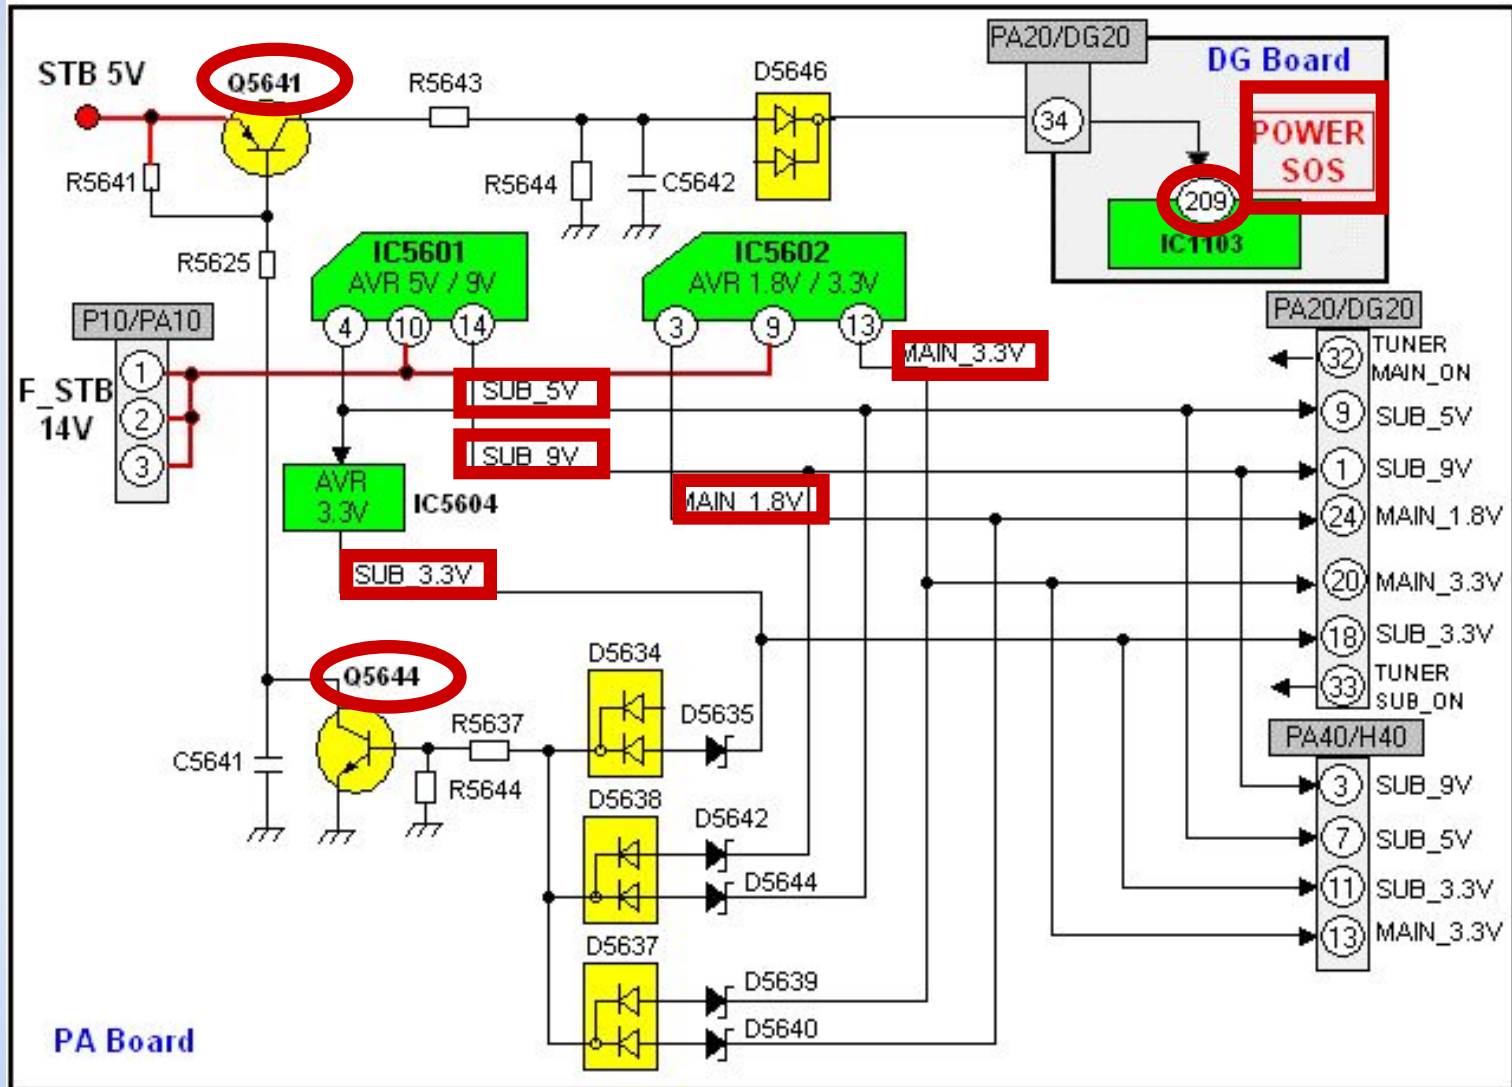 PA20/DG20
DG Board
STB 5V
Q5641
R5643
D5646
34
POWER
SOS
R5641
R5644
C5642
209
IC1103
R5625
IC5601
AVR 5V / 9V
4
10
14
IC5602
AVR 1.8V / 3.3V
3
9
13
P10/PA10
1
2
3
F_STB
14V
MAIN_3.3V
SUB_5V
SUB_9V
MAIN_1.8V
AVR
3.3V
IC5604
SUB_3.3V
PA20/DG20
32
TUNER
MAIN_ON
9
SUB_5V
1
SUB_9V
24
MAIN_1.8V
20
MAIN_3.3V
18
SUB_3.3V
33
TUNER
SUB_ON
Q5644
D5634
D5635
R5637
C5641
R5644
D5638
D5642
D5644
D5637
D5639
D5640
PA40/H40
3
SUB_9V
7
SUB_5V
11
SUB_3.3V
13
MAIN_3.3V
PA Board